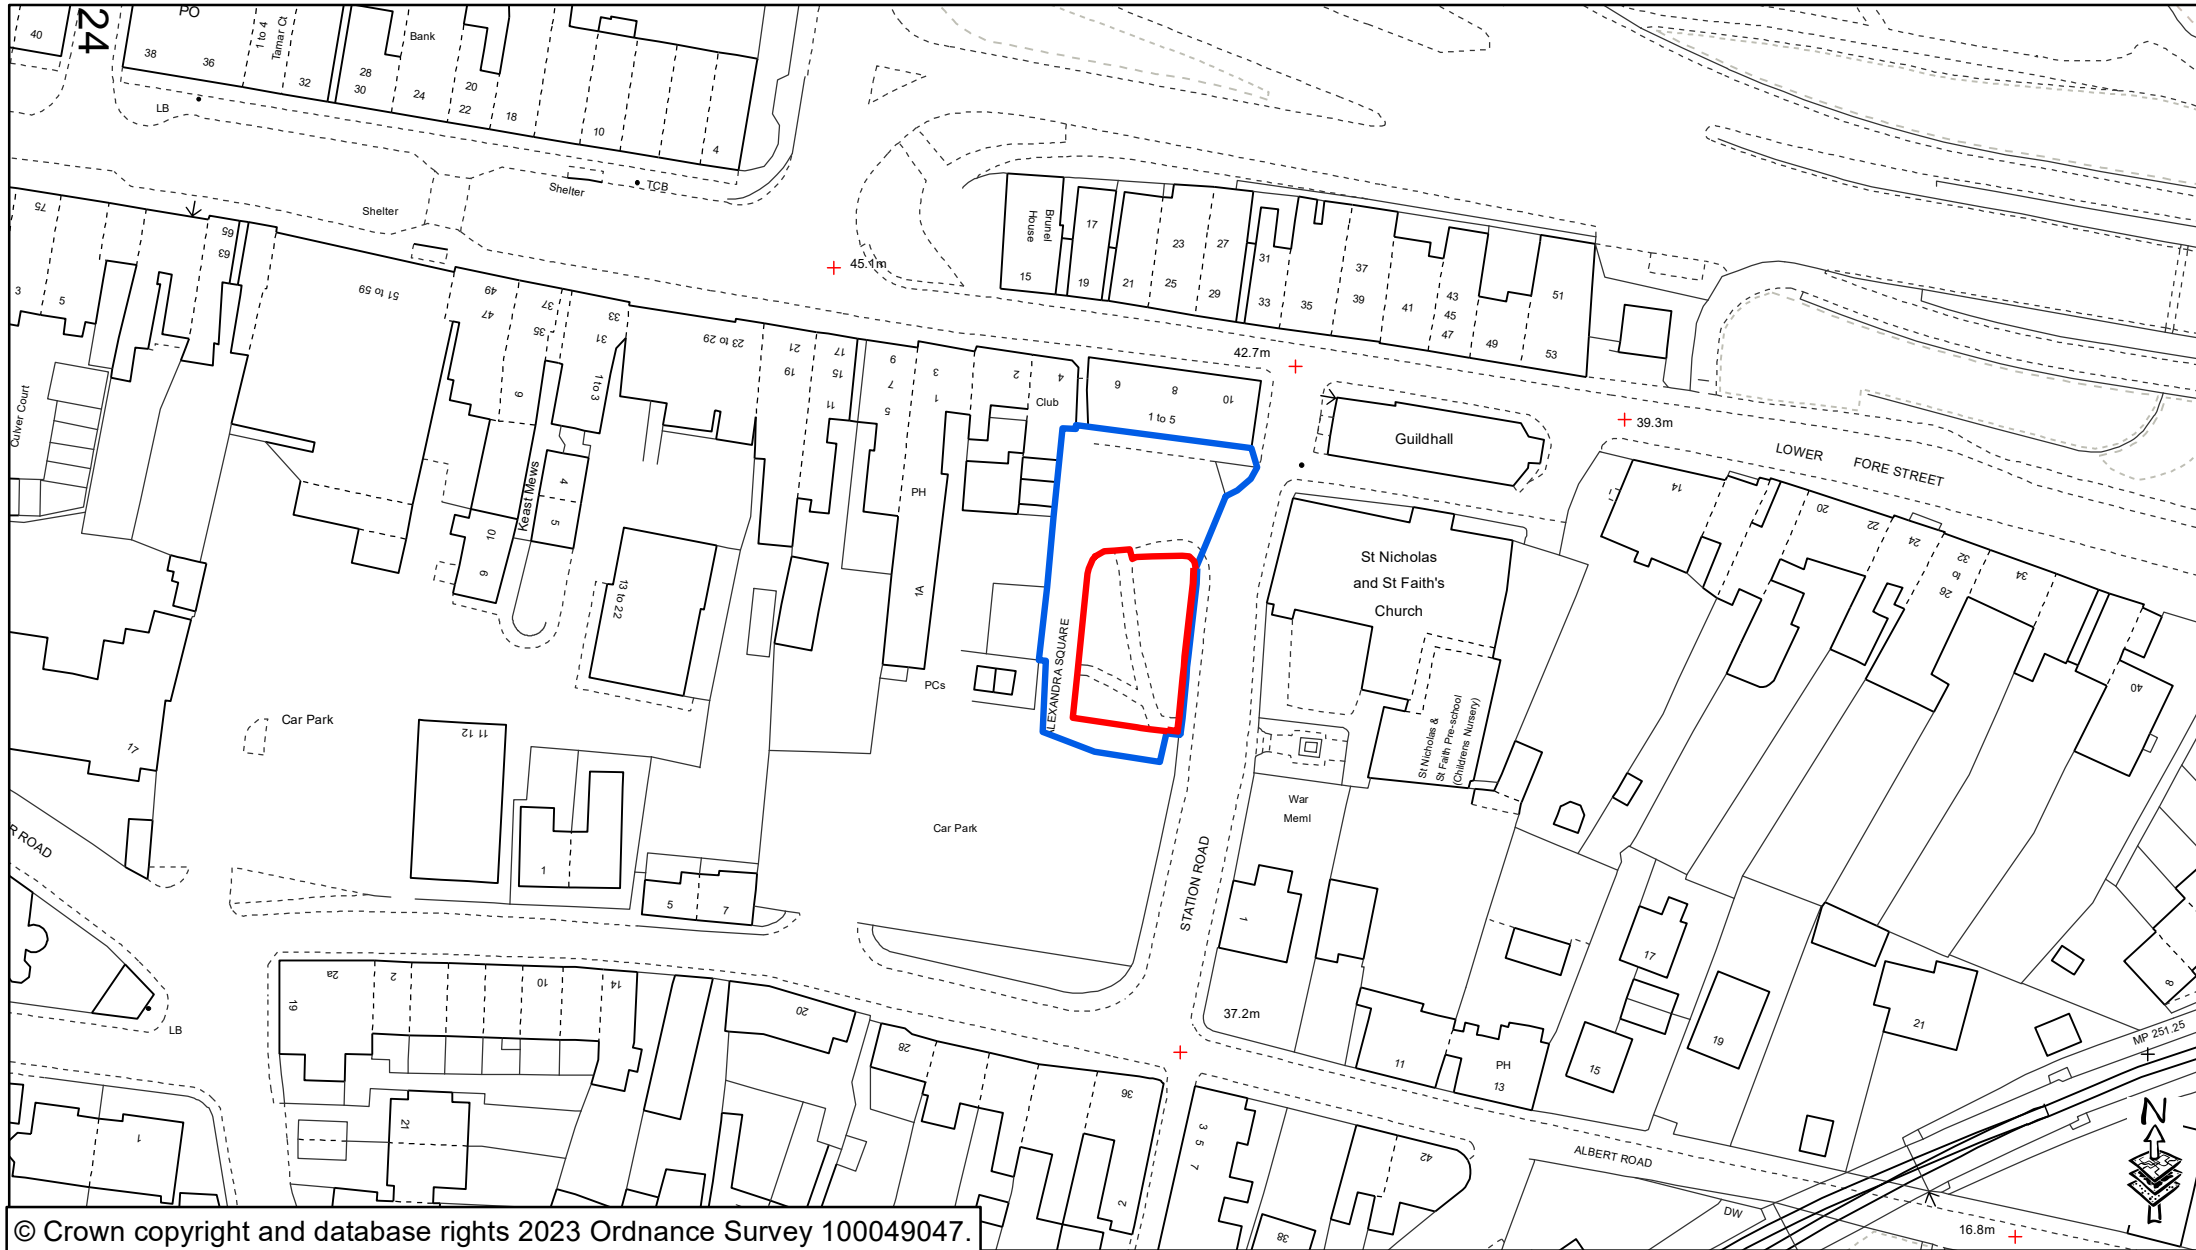 40
24
PO
38
36
1 to 4
Tamar Ct
32
28
30
Bank
24
20
22
18
10
4
LB
Shelter
TCB
Shelter
75
65
63
3
5
51 to 59
49
47
37
35
33
31
1 to 3
9
23 to 29
21
19
17
15
11
9
7
5
3
1
2
4
Club
6
8
10
1 to 5
45.1m
42.7m
39.3m
Brunel
House
15
17
19
21
23
25
27
29
31
33
35
37
39
41
43
45
47
49
51
53
Guildhall
LOWER FORE STREET
Culver Court
Keast Mews
4
5
10
6
13 to 22
PH
1A
PCs
ALEXANDRA SQUARE
St Nicholas
and St Faith's
Church
St Nicholas &
St Faith Pre-school
(Childrens Nursery)
14
20
22
24
32
to
26
34
40
Car Park
17
11 12
1
5
7
Car Park
War
Meml
STATION ROAD
1
R ROAD
LB
19
2a
2
10
14
20
28
36
21
1
2
3
5
7
37.2m
11
PH
13
15
17
19
21
8
MP 251.25
42
38
ALBERT ROAD
DW
16.8m
N
© Crown copyright and database rights 2023 Ordnance Survey 100049047.